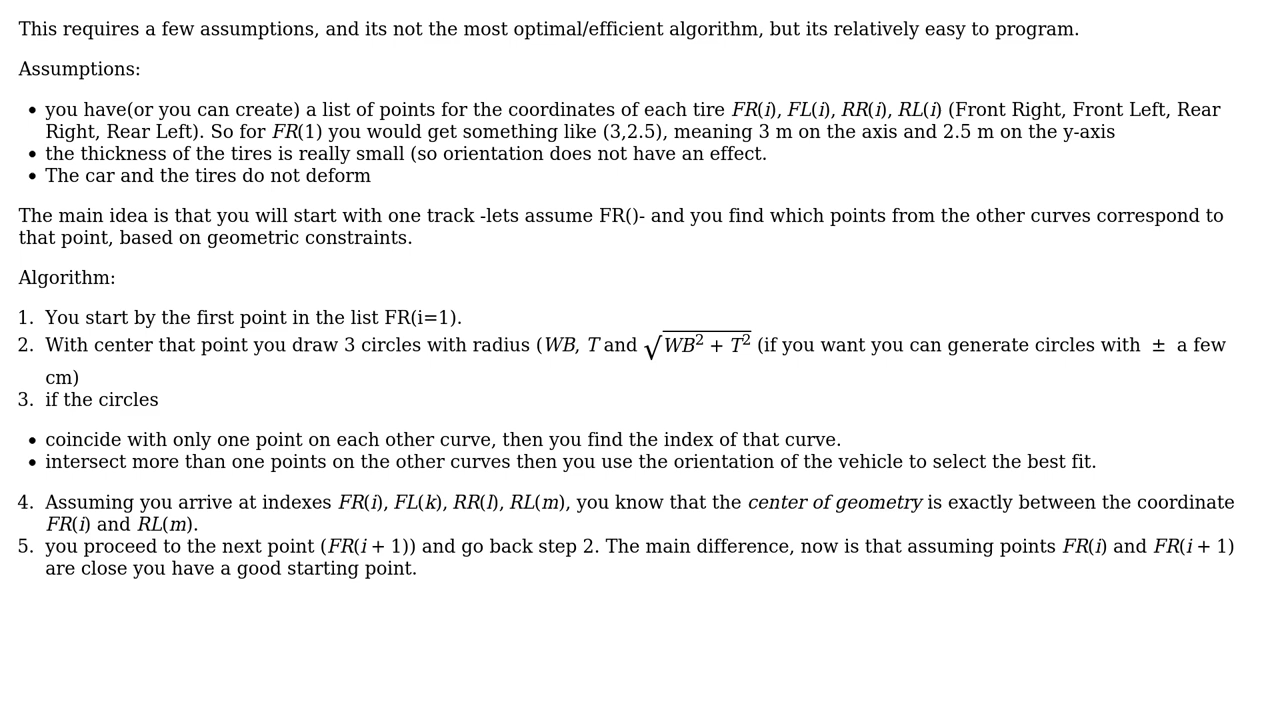 This requires a few assumptions, and its not the most optimal/efficient algorithm, but its relatively easy to program.
Assumptions:
• you have(or you can create) a list of points for the coordinates of each tire FR(i), FL(i), RR(i), RL(i) (Front Right, Front Left, Rear
Right, Rear Left). So for FR(1) you would get something like (3,2.5), meaning 3 m on the axis and 2.5 m on the y-axis
• the thickness of the tires is really small (so orientation does not have an effect.
• The car and the tires do not deform
The main idea is that you will start with one track -lets assume FR()- and you find which points from the other curves correspond to
that point, based on geometric constraints.
Algorithm:
1. You start by the first point in the list FR(i=1).
2. With center that point you draw 3 circles with radius (WB, T and √(WB² + T²) (if you want you can generate circles with ± a few
cm)
3. if the circles
• coincide with only one point on each other curve, then you find the index of that curve.
• intersect more than one points on the other curves then you use the orientation of the vehicle to select the best fit.
4. Assuming you arrive at indexes FR(i), FL(k), RR(l), RL(m), you know that the center of geometry is exactly between the coordinate
FR(i) and RL(m).
5. you proceed to the next point (FR(i + 1)) and go back step 2. The main difference, now is that assuming points FR(i) and FR(i + 1)
are close you have a good starting point.